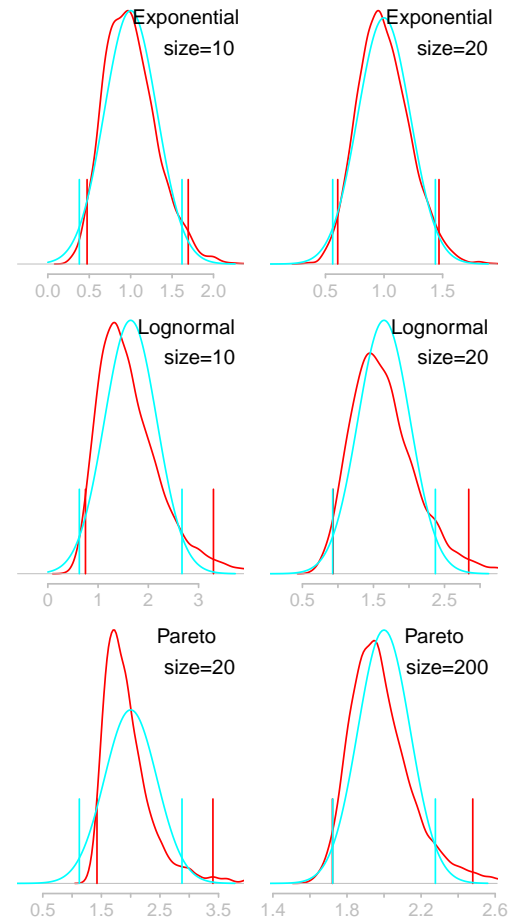 Exponential
size=10
0.0 0.5 1.0 1.5 2.0
Exponential
size=20
0.5 1.0 1.5
Lognormal
size=10
0 1 2 3
Lognormal
size=20
0.5 1.5 2.5
Pareto
size=20
0.5 1.5 2.5 3.5
Pareto
size=200
1.4 1.8 2.2 2.6